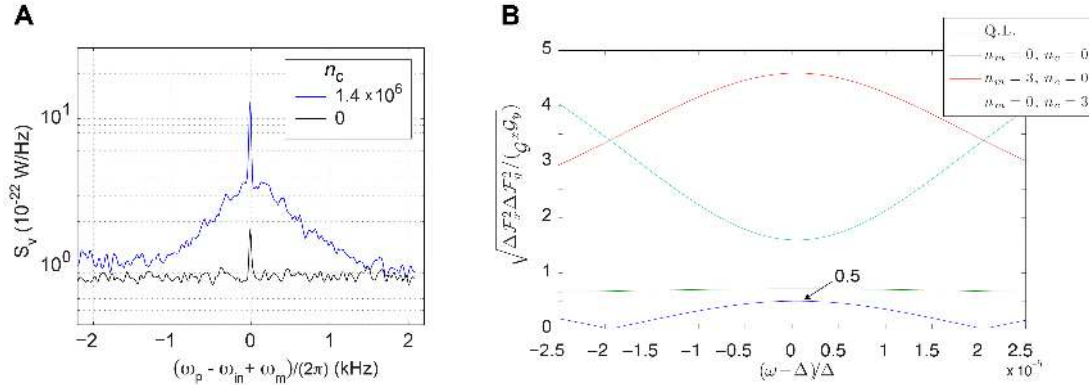 A
n_c
1.4 × 10^6
0
S_v (10^-22 W/Hz)
10^1
10^0
−2 −1 0 1 2
(ω_p - ω_in + ω_m)/(2π) (kHz)
B
Q.L.
n_m = 0, n_c = 0
n_m = 3, n_c = 0
n_m = 0, n_c = 3
5
4
3
2
1
0
0.5
−2.5 −2 −1.5 −1 −0.5 0 0.5 1 1.5 2 2.5
(ω − Δ)/Δ